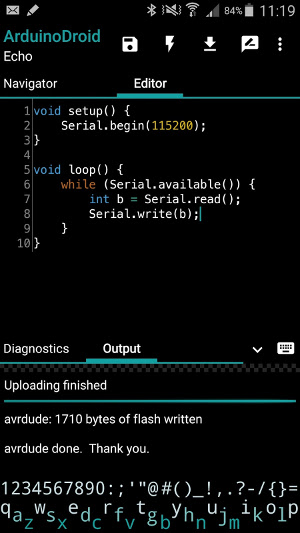 84% 11:19
ArduinoDroid
Echo
Navigator Editor
1 void setup() {
2 Serial.begin(115200);
3 }
4
5 void loop() {
6 while (Serial.available()) {
7 int b = Serial.read();
8 Serial.write(b);
9 }
10 }
Diagnostics Output
Uploading finished
avrdude: 1710 bytes of flash written
avrdude done.  Thank you.
1234567890:;'"@#()_!,.?-/{}=
qazwsxedcrfvtgbyhnujmikolp